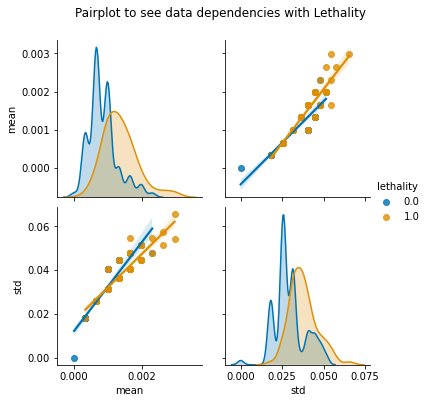 Pairplot to see data dependencies with Lethality
0.003
0.002
0.001
0.000
mean
lethality
0.0
1.0
0.06
0.04
0.02
0.00
std
0.000 0.002
mean
0.000 0.025 0.050 0.075
std